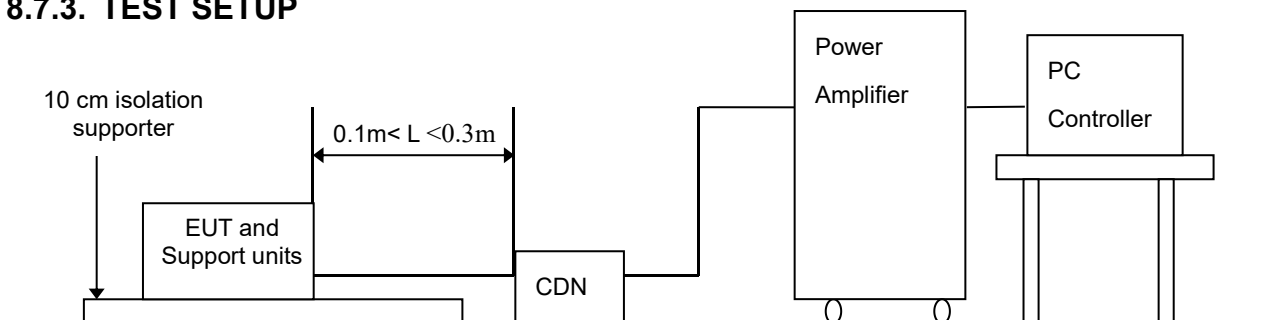 8.7.3. TEST SETUP
10 cm isolation
supporter
0.1m< L <0.3m
EUT and
Support units
CDN
Power
Amplifier
PC
Controller